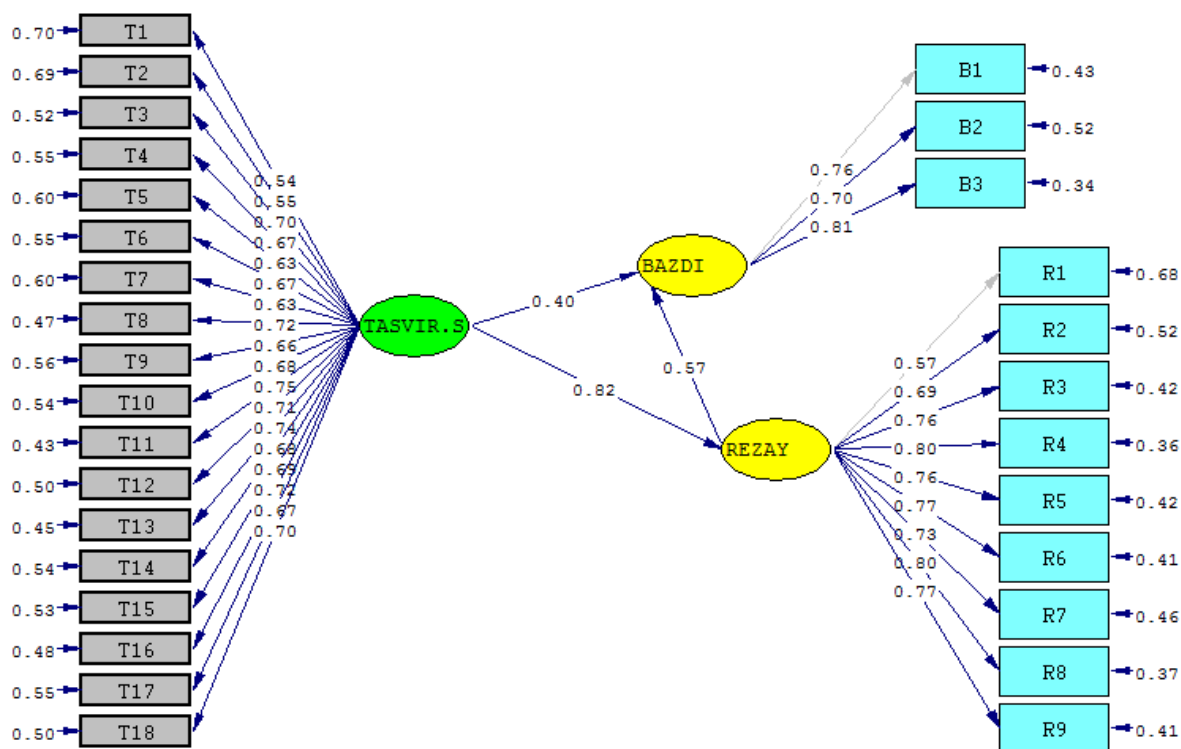 0.70 T1
0.69 T2
0.52 T3
0.55 T4
0.60 T5
0.55 T6
0.60 T7
0.47 T8
0.56 T9
0.54 T10
0.43 T11
0.50 T12
0.45 T13
0.54 T14
0.53 T15
0.48 T16
0.55 T17
0.50 T18
0.54
0.55
0.70
0.67
0.63
0.67
0.63
0.72
0.66
0.68
0.75
0.71
0.74
0.68
0.69
0.72
0.67
0.70
TASVIR.S
0.40
0.82
BAZDI
0.57
REZAY
0.76
0.70
0.81
B1 0.43
B2 0.52
B3 0.34
0.57
0.69
0.76
0.80
0.76
0.77
0.73
0.80
0.77
R1 0.68
R2 0.52
R3 0.42
R4 0.36
R5 0.42
R6 0.41
R7 0.46
R8 0.37
R9 0.41